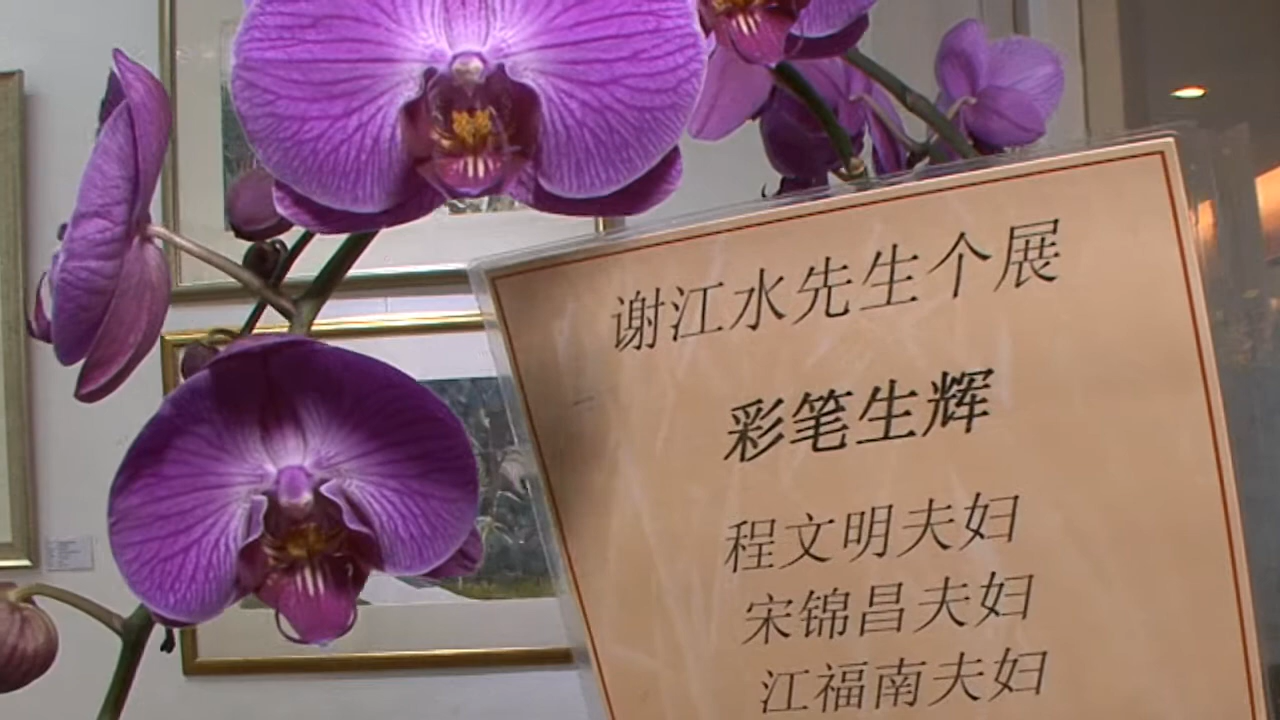 谢江水先生个展
彩笔生辉
程文明夫妇
宋锦昌夫妇
江福南夫妇